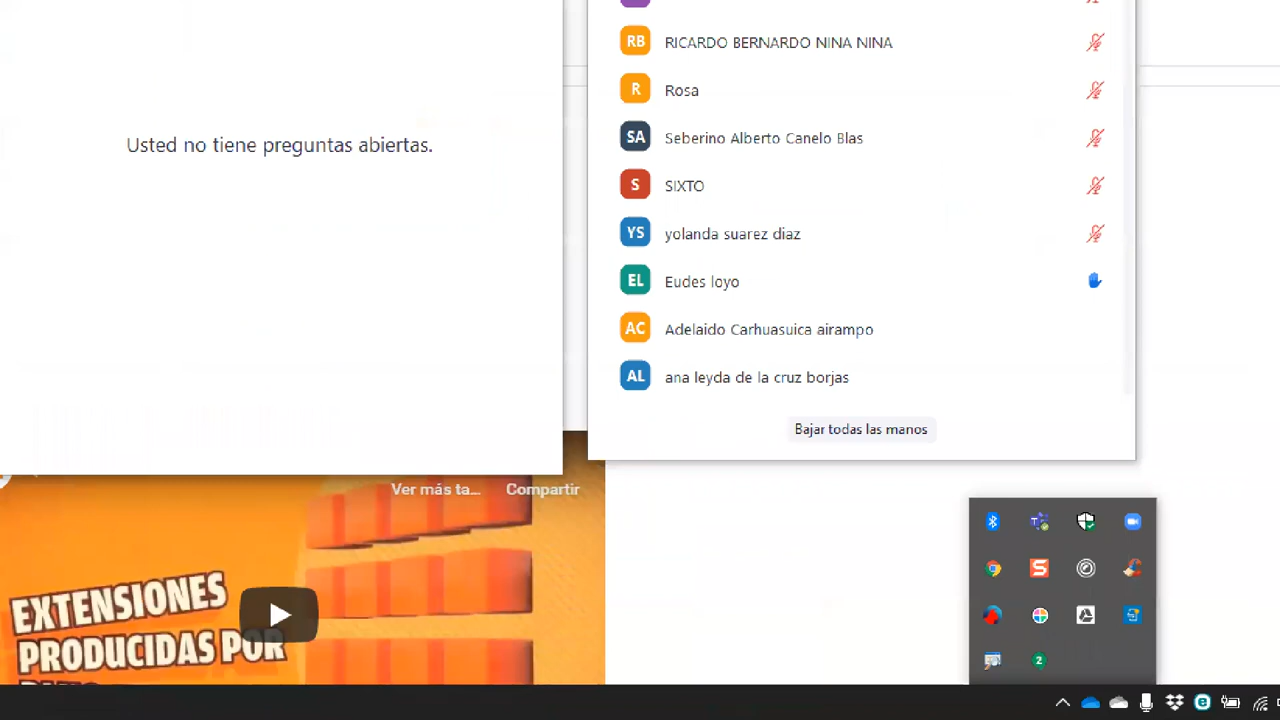 Usted no tiene preguntas abiertas.
RB RICARDO BERNARDO NINA NINA
R Rosa
SA Seberino Alberto Canelo Blas
S SIXTO
YS yolanda suarez diaz
EL Eudes loyo
AC Adelaido Carhuasuica airampo
AL ana leyda de la cruz borjas
Bajar todas las manos
Ver más ta... Compartir
EXTENSIONES
PRODUCIDAS POR
S
2